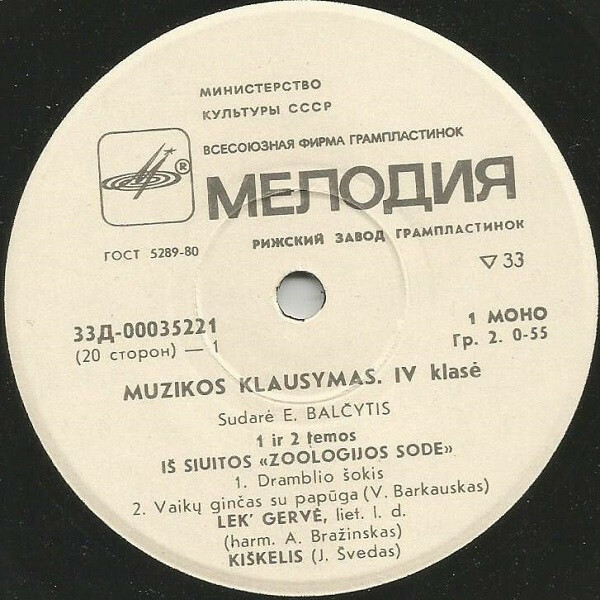 МИНИСТЕРСТВО
КУЛЬТУРЫ СССР
ВСЕСОЮЗНАЯ ФИРМА ГРАМПЛАСТИНОК
®
МЕЛОДИЯ
ГОСТ 5289-80
РИЖСКИЙ ЗАВОД ГРАМПЛАСТИНОК
▽ 33
33Д-00035221
(20 сторон) — 1
1 МОНО
Гр. 2. 0-55
MUZIKOS KLAUSYMAS. IV klasė
Sudarė E. BALČYTIS
1 ir 2 temos
IŠ SIUITOS «ZOOLOGIJOS SODE»
1. Dramblio šokis
2. Vaikų ginčas su papūga (V. Barkauskas)
LEK' GERVĖ, liet. l. d.
(harm. A. Bražinskas)
KIŠKELIS (J. Švedas)